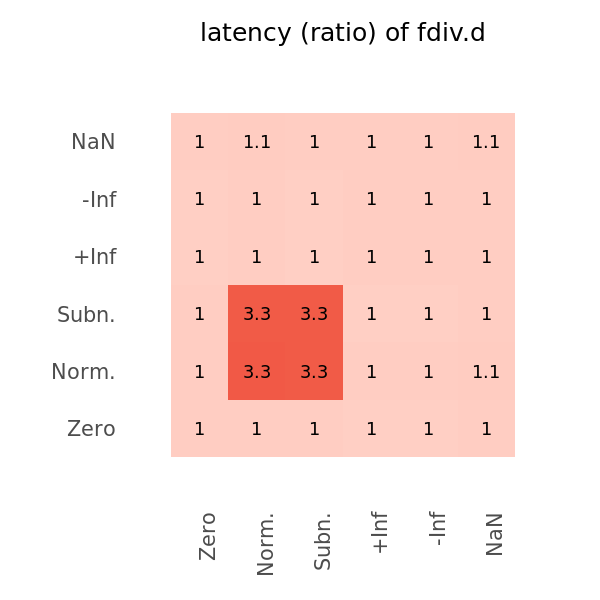 latency (ratio) of fdiv.d
NaN 1 1.1 1 1 1 1.1
-Inf 1 1 1 1 1 1
+Inf 1 1 1 1 1 1
Subn. 1 3.3 3.3 1 1 1
Norm. 1 3.3 3.3 1 1 1.1
Zero 1 1 1 1 1 1
Zero Norm. Subn. +Inf -Inf NaN